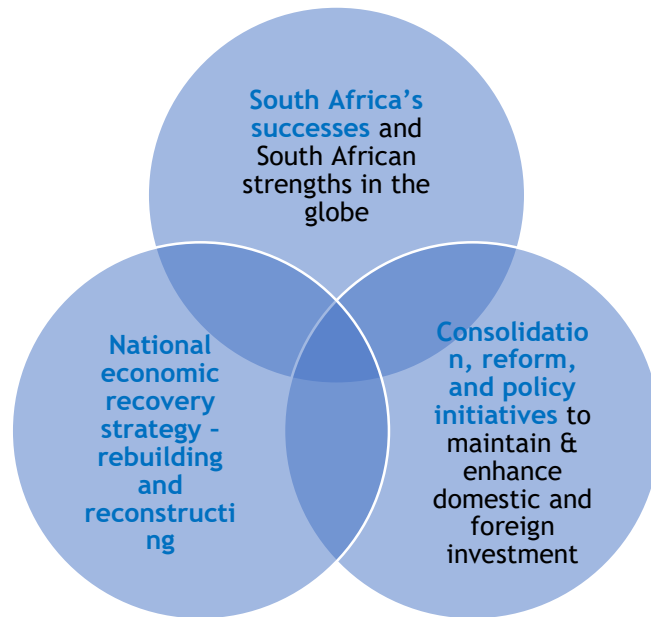 South Africa's
successes and
South African
strengths in the
globe
National
economic
recovery
strategy –
rebuilding
and
reconstructi
ng
Consolidatio
n, reform,
and policy
initiatives to
maintain &
enhance
domestic and
foreign
investment